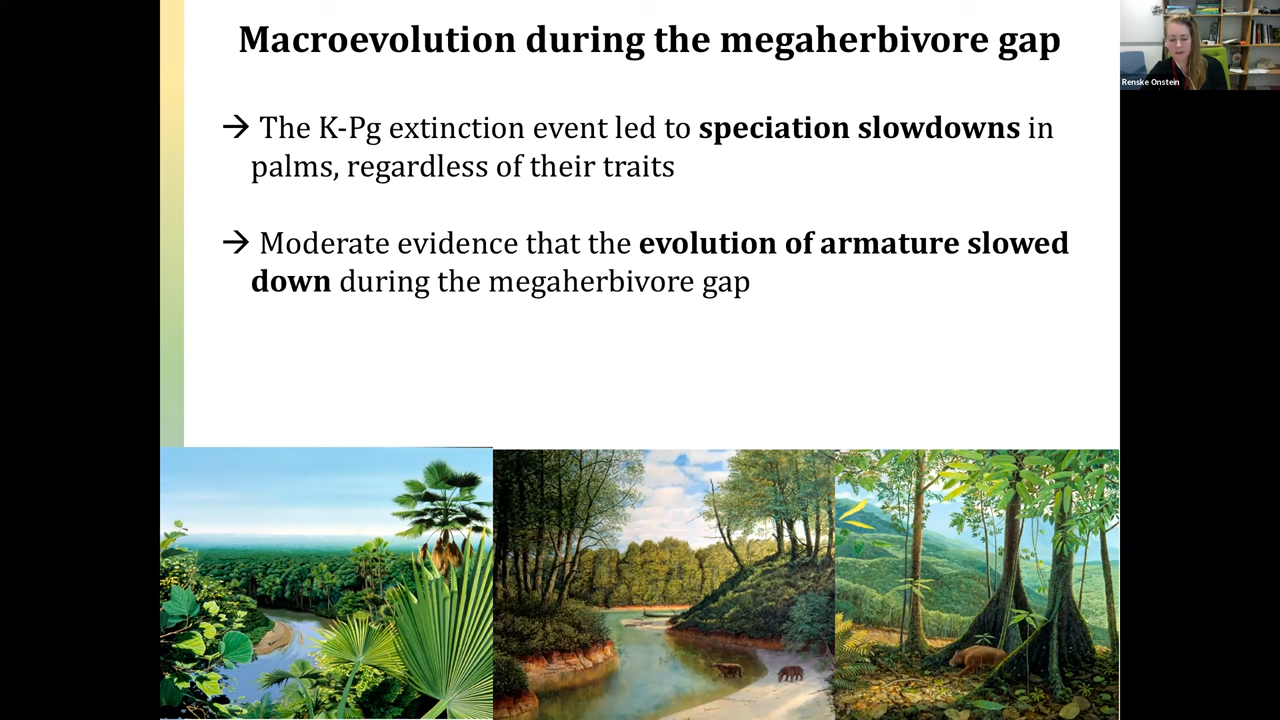 Macroevolution during the megaherbivore gap
→ The K-Pg extinction event led to speciation slowdowns in
palms, regardless of their traits
→ Moderate evidence that the evolution of armature slowed
down during the megaherbivore gap
Renske Onstein